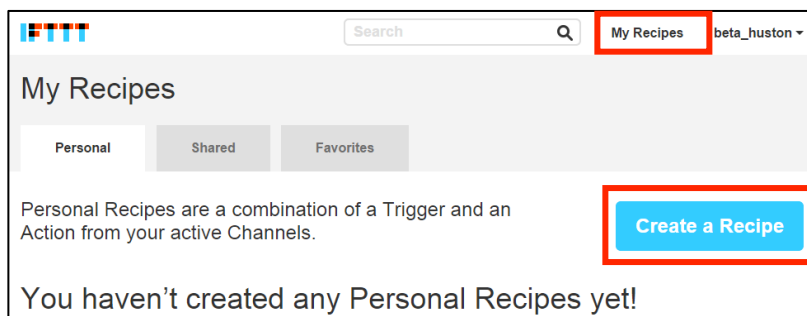 IFTTT Search My Recipes beta_huston
My Recipes
Personal Shared Favorites
Personal Recipes are a combination of a Trigger and an
Action from your active Channels.
Create a Recipe
You haven't created any Personal Recipes yet!